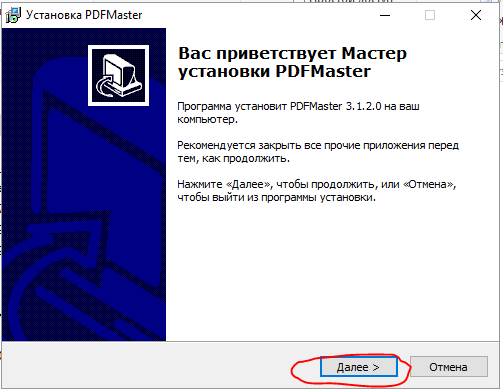 Установка PDFMaster
Вас приветствует Мастер
установки PDFMaster
Программа установит PDFMaster 3.1.2.0 на ваш
компьютер.
Рекомендуется закрыть все прочие приложения перед
тем, как продолжить.
Нажмите «Далее», чтобы продолжить, или «Отмена»,
чтобы выйти из программы установки.
Далее >
Отмена